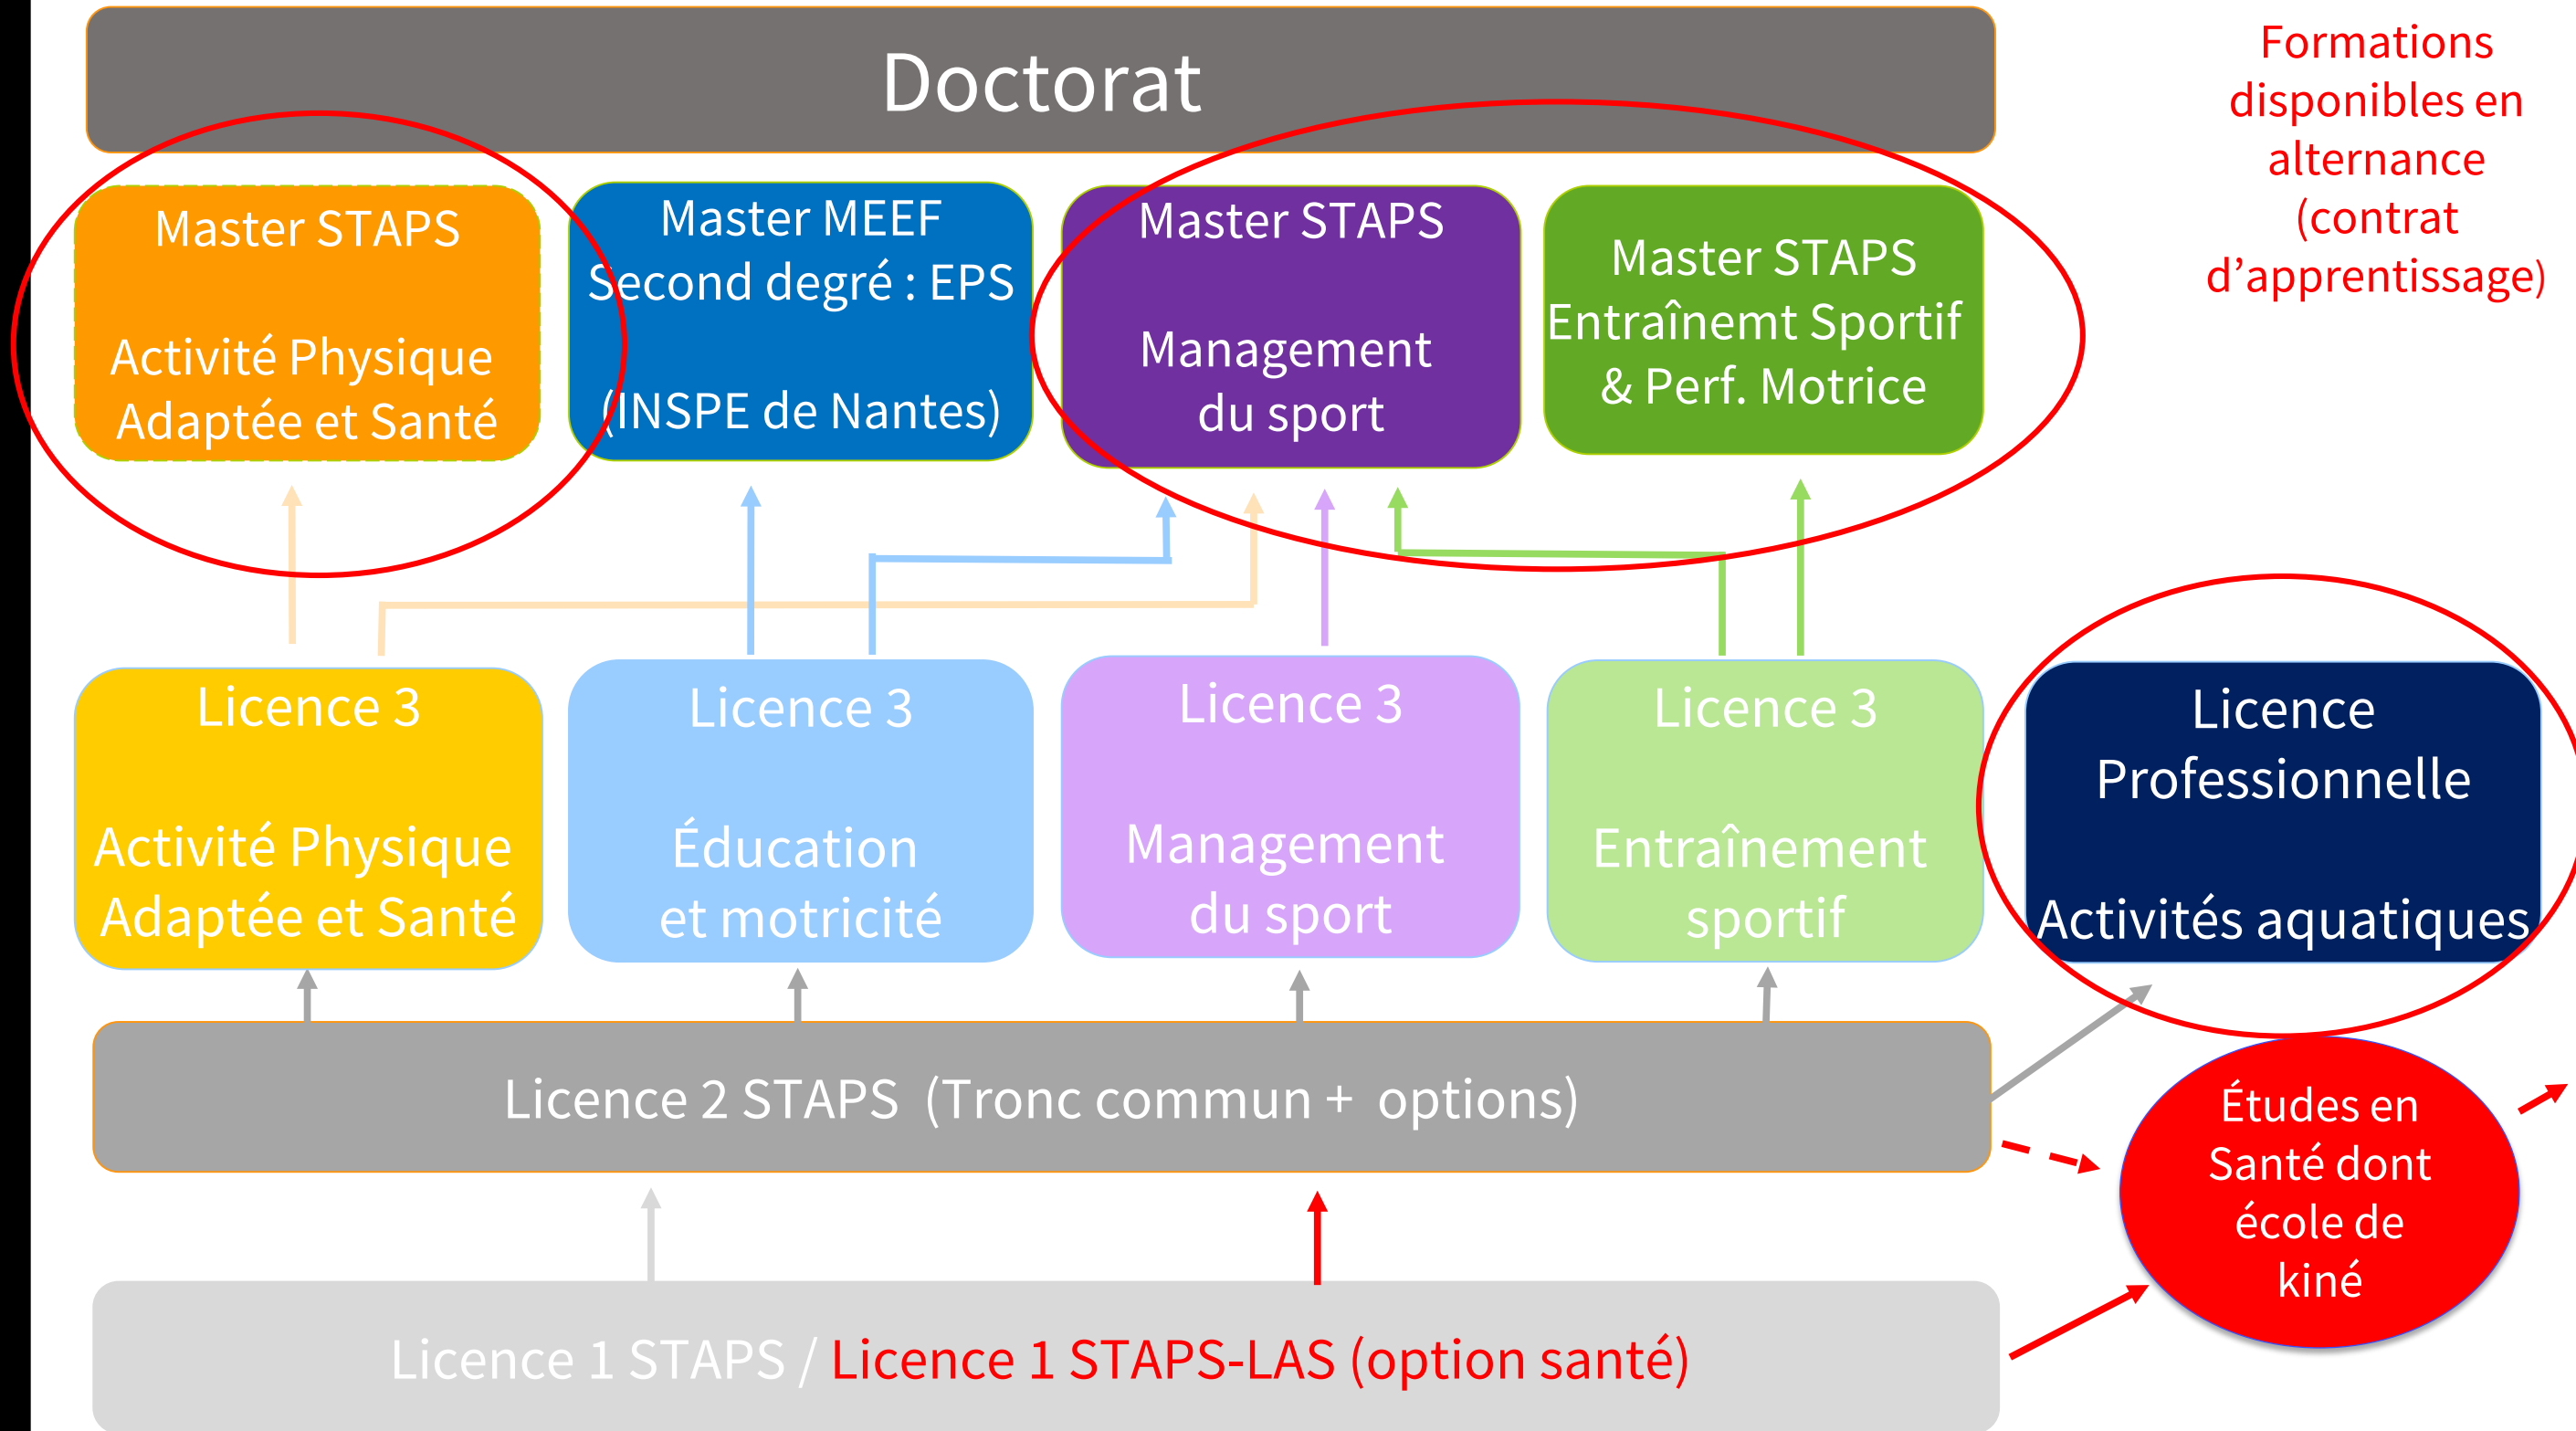 Doctorat
Formations
disponibles en
alternance
(contrat
d’apprentissage)
Master STAPS
Activité Physique
Adaptée et Santé
Master MEEF
Second degré : EPS
(INSPE de Nantes)
Master STAPS
Management
du sport
Master STAPS
Entraînemt Sportif
& Perf. Motrice
Licence 3
Activité Physique
Adaptée et Santé
Licence 3
Éducation
et motricité
Licence 3
Management
du sport
Licence 3
Entraînement
sportif
Licence
Professionnelle
Activités aquatiques
Licence 2 STAPS (Tronc commun + options)
Études en
Santé dont
école de
kiné
Licence 1 STAPS / Licence 1 STAPS-LAS (option santé)